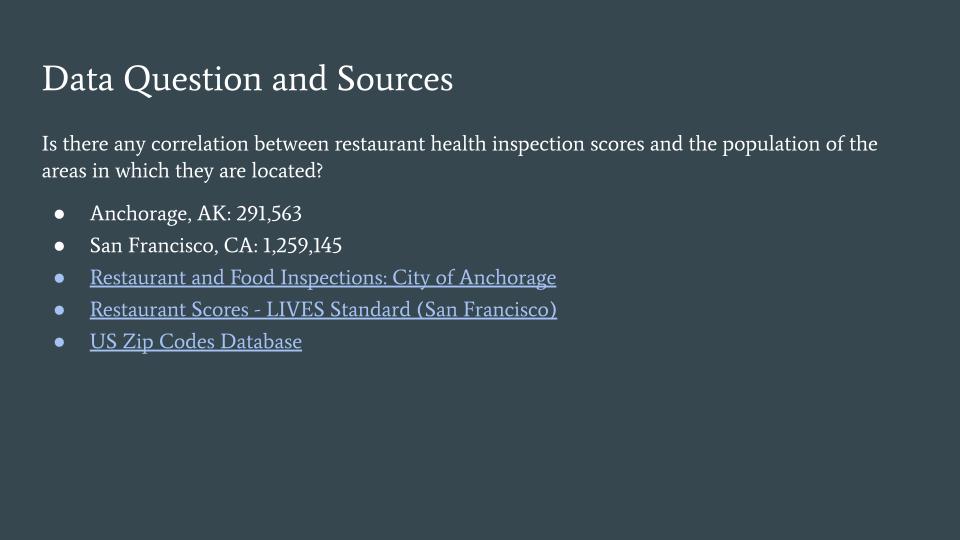 Data Question and Sources
Is there any correlation between restaurant health inspection scores and the population of the
areas in which they are located?
● Anchorage, AK: 291,563
● San Francisco, CA: 1,259,145
● Restaurant and Food Inspections: City of Anchorage
● Restaurant Scores - LIVES Standard (San Francisco)
● US Zip Codes Database